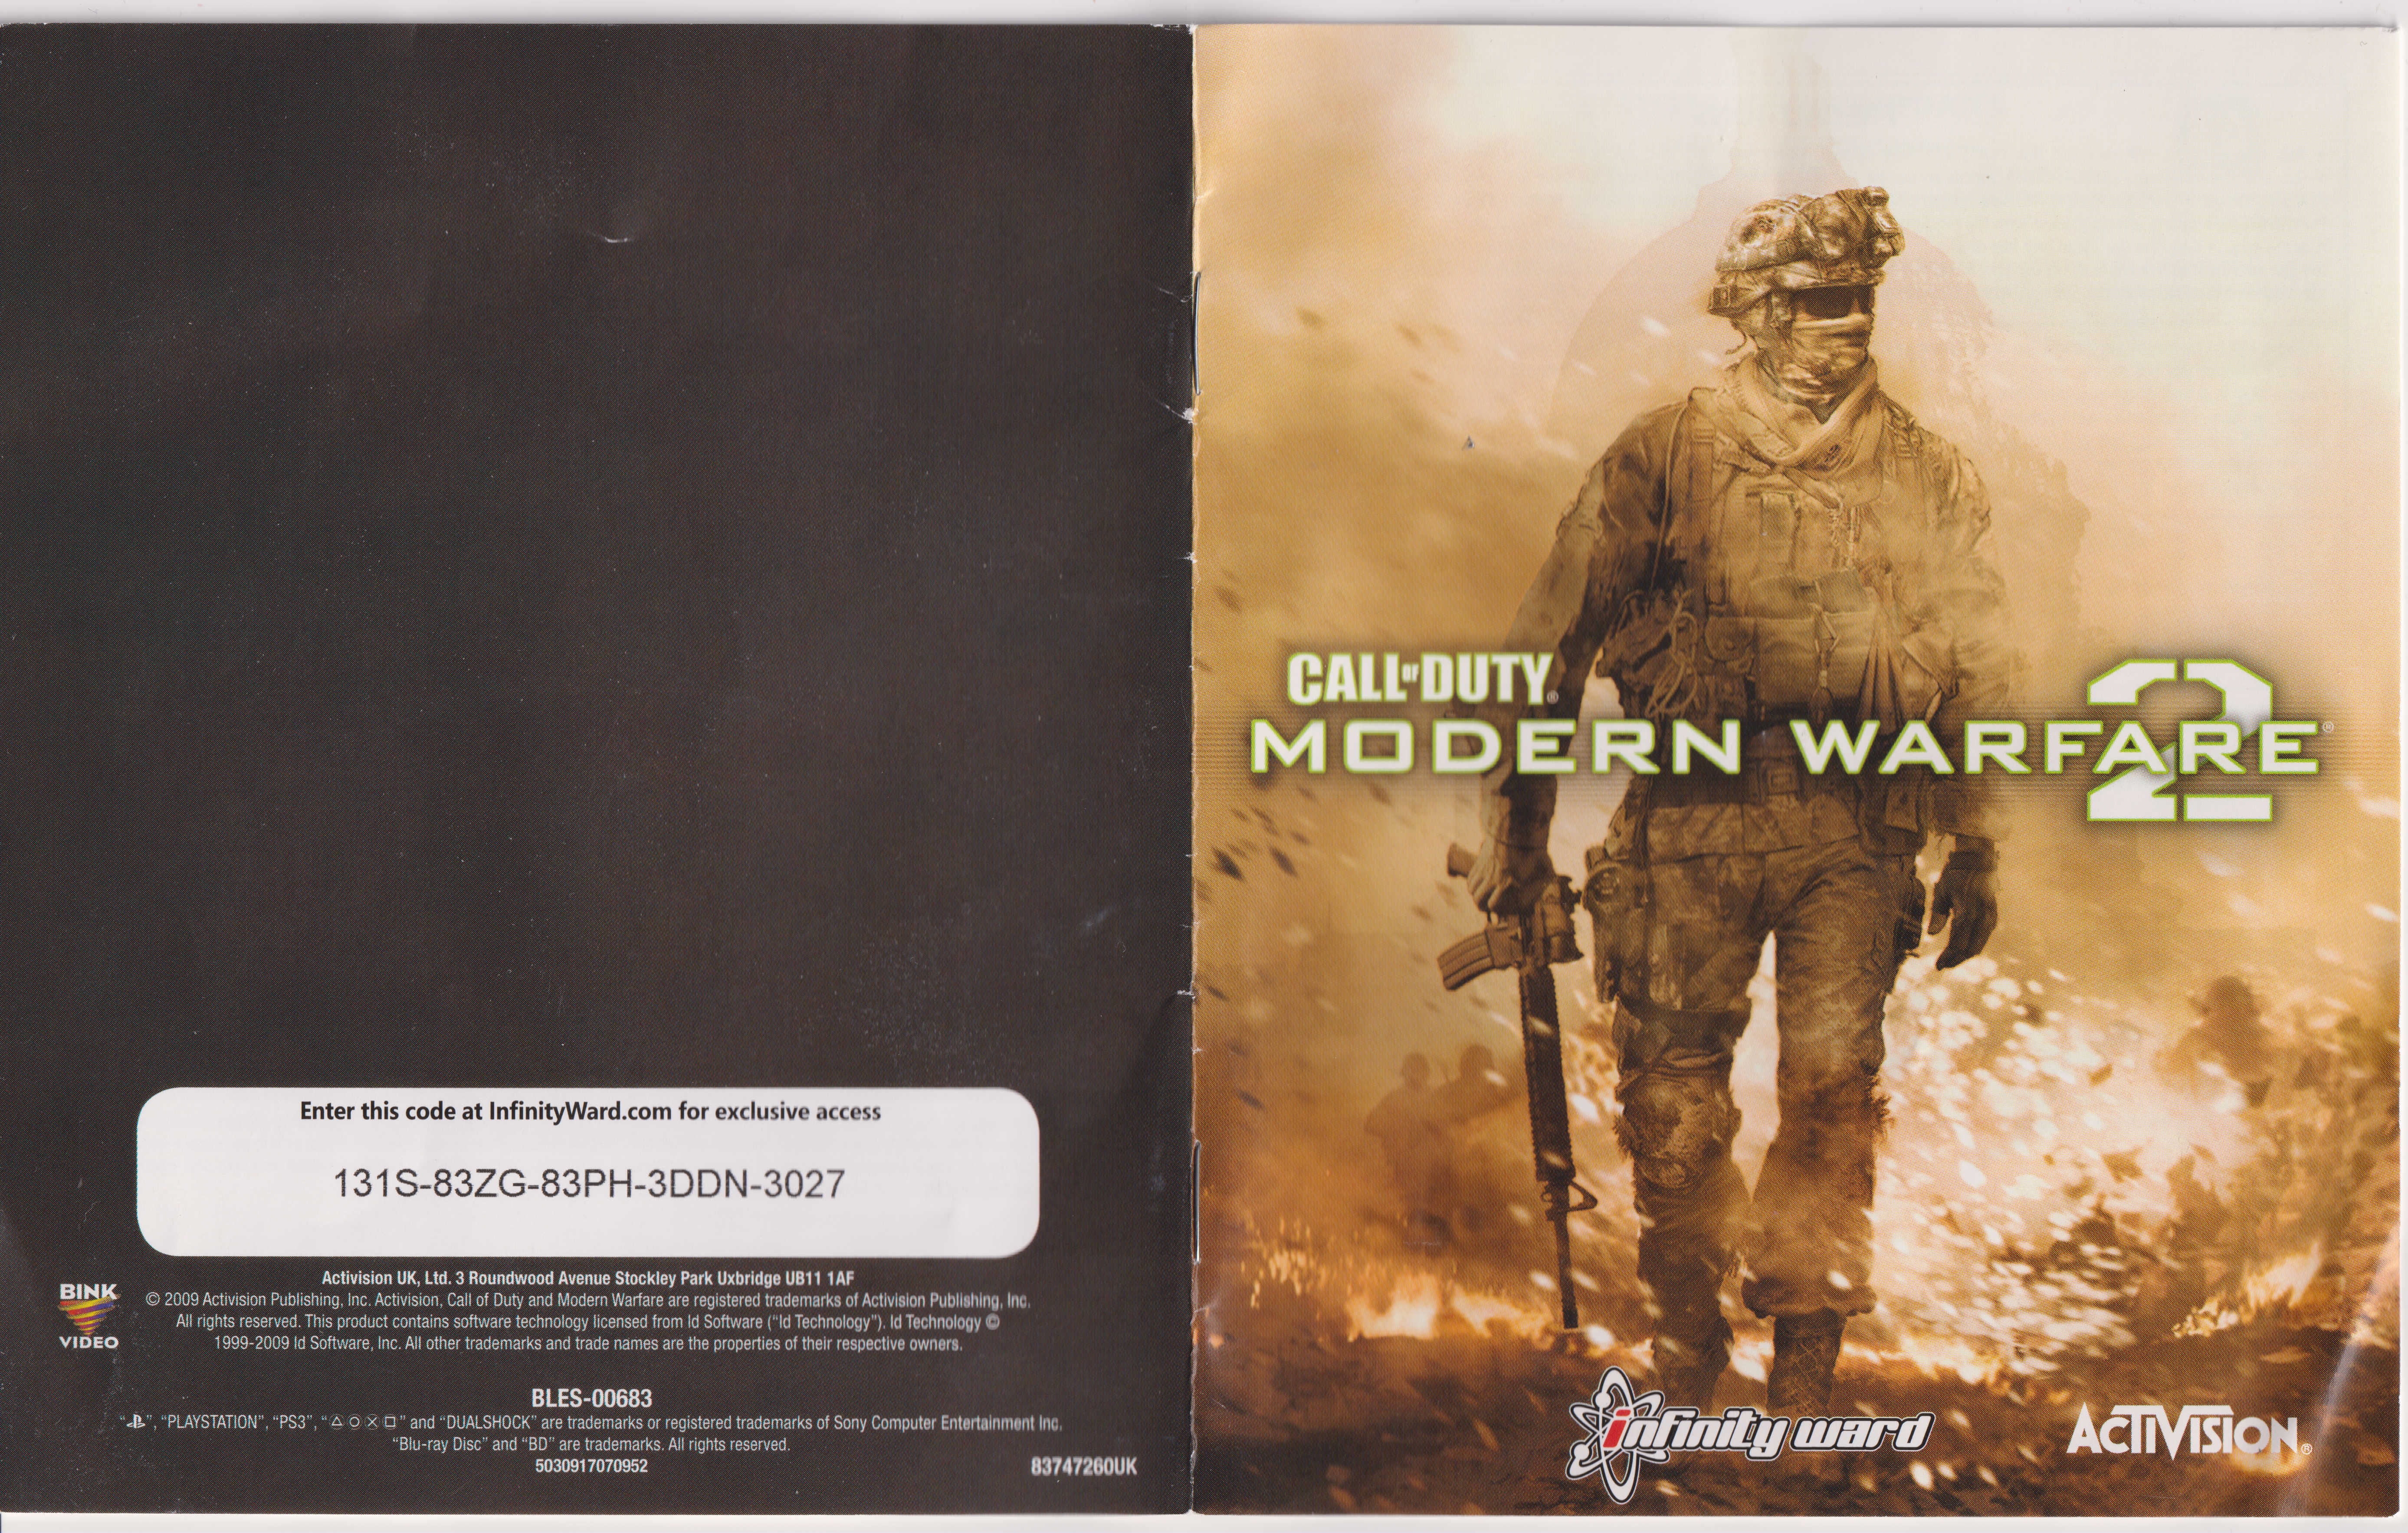 Enter this code at InfinityWard.com for exclusive access
131S-83ZG-83PH-3DDN-3027
Activision UK, Ltd. 3 Roundwood Avenue Stockley Park Uxbridge UB11 1AF
© 2009 Activision Publishing, Inc. Activision, Call of Duty and Modern Warfare are registered trademarks of Activision Publishing, Inc.
All rights reserved. This product contains software technology licensed from Id Software (“Id Technology”). Id Technology ©
1999-2009 Id Software, Inc. All other trademarks and trade names are the properties of their respective owners.
BINK
VIDEO
BLES-00683
“ ”, “PLAYSTATION”, “PS3”, “△○✕□” and “DUALSHOCK” are trademarks or registered trademarks of Sony Computer Entertainment Inc.
“Blu-ray Disc” and “BD” are trademarks. All rights reserved.
5030917070952
83747260UK
CALL OF DUTY®
MODERN WARFARE®
2
infinity ward
ACTIVISION®